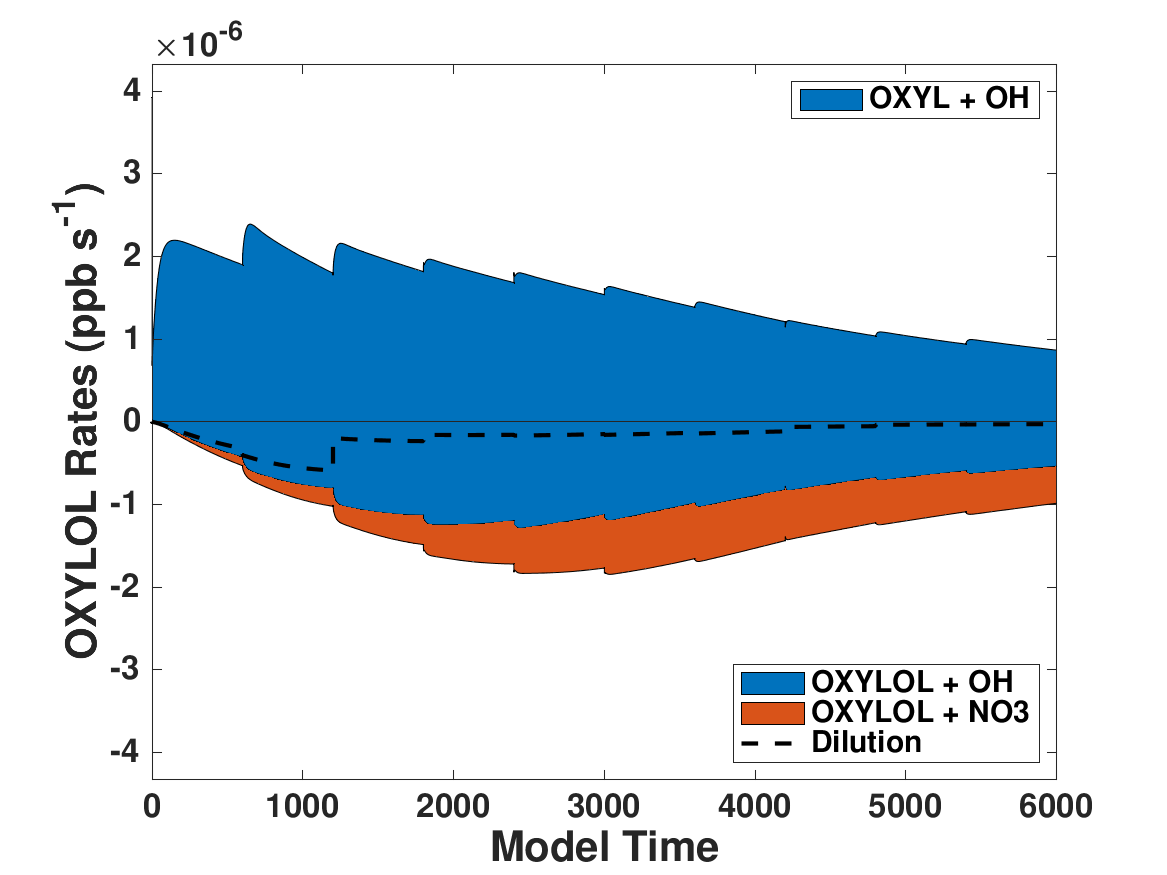 ×10-6
4
3
2
1
0
-1
-2
-3
-4
OXYLOL Rates (ppb s-1)
OXYL + OH
OXYLOL + OH
OXYLOL + NO3
Dilution
0 1000 2000 3000 4000 5000 6000
Model Time